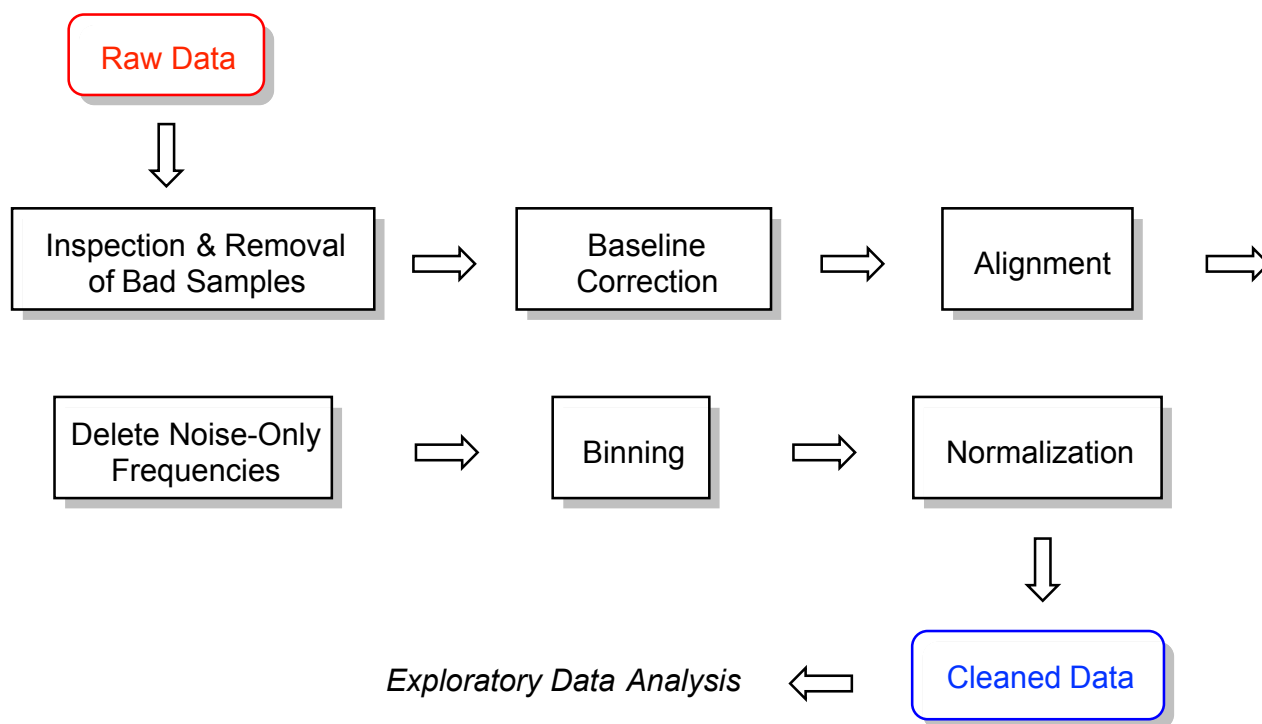 Raw Data
Inspection & Removal
of Bad Samples
Baseline
Correction
Alignment
Delete Noise-Only
Frequencies
Binning
Normalization
Cleaned Data
Exploratory Data Analysis